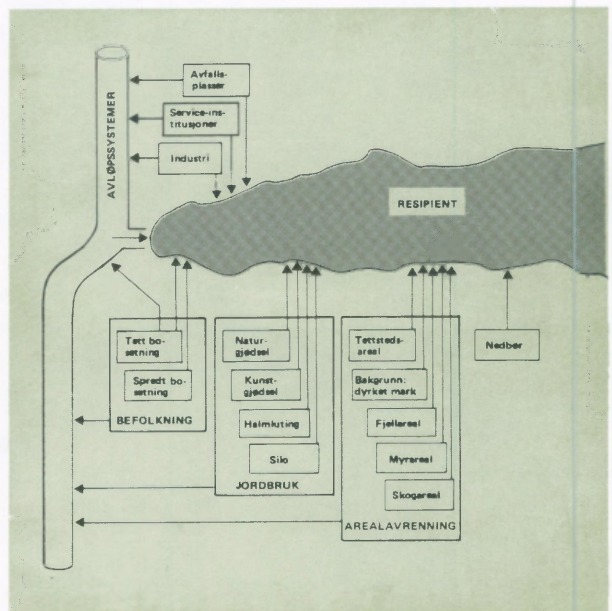 AVLØPSSYSTEMER
Avfalls-
plasser
Service-ins-
titusjoner
Industri
RESIPIENT
Tett bo-
setning
Spredt bo-
setning
BEFOLKNING
Natur-
gjødsel
Kunst-
gjødsel
Halmluting
Silo
JORDBRUK
Tettsteds-
areal
Bakgrunn:
dyrket mark
Fjellareal
Myrareal
Skogareal
AREALAVRENNING
Nedbør